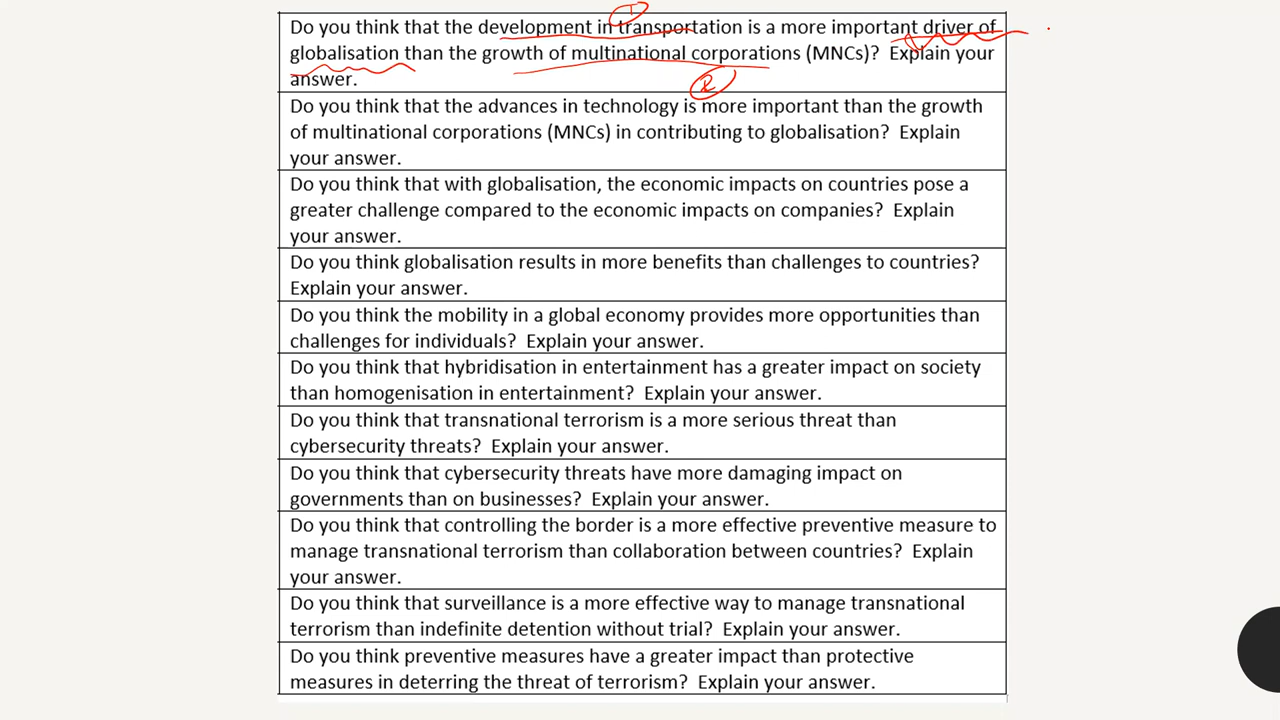 ①
Do you think that the development in transportation is a more important driver of
globalisation than the growth of multinational corporations (MNCs)? Explain your
answer.
②
Do you think that the advances in technology is more important than the growth
of multinational corporations (MNCs) in contributing to globalisation? Explain
your answer.
Do you think that with globalisation, the economic impacts on countries pose a
greater challenge compared to the economic impacts on companies? Explain
your answer.
Do you think globalisation results in more benefits than challenges to countries?
Explain your answer.
Do you think the mobility in a global economy provides more opportunities than
challenges for individuals? Explain your answer.
Do you think that hybridisation in entertainment has a greater impact on society
than homogenisation in entertainment? Explain your answer.
Do you think that transnational terrorism is a more serious threat than
cybersecurity threats? Explain your answer.
Do you think that cybersecurity threats have more damaging impact on
governments than on businesses? Explain your answer.
Do you think that controlling the border is a more effective preventive measure to
manage transnational terrorism than collaboration between countries? Explain
your answer.
Do you think that surveillance is a more effective way to manage transnational
terrorism than indefinite detention without trial? Explain your answer.
Do you think preventive measures have a greater impact than protective
measures in deterring the threat of terrorism? Explain your answer.